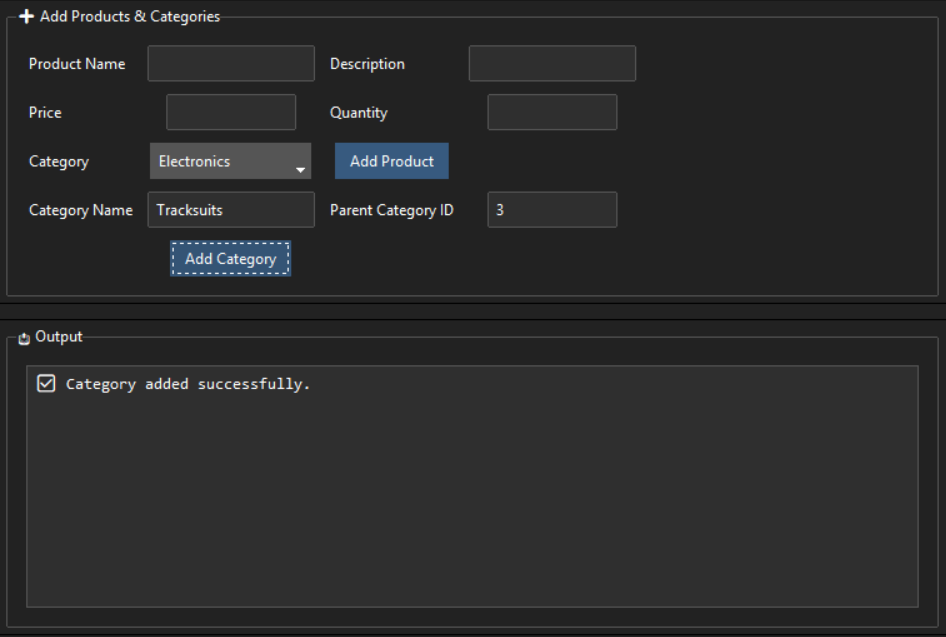 Add Products & Categories
Product Name Description
Price Quantity
Category Electronics Add Product
Category Name Tracksuits Parent Category ID 3
Add Category
Output
Category added successfully.